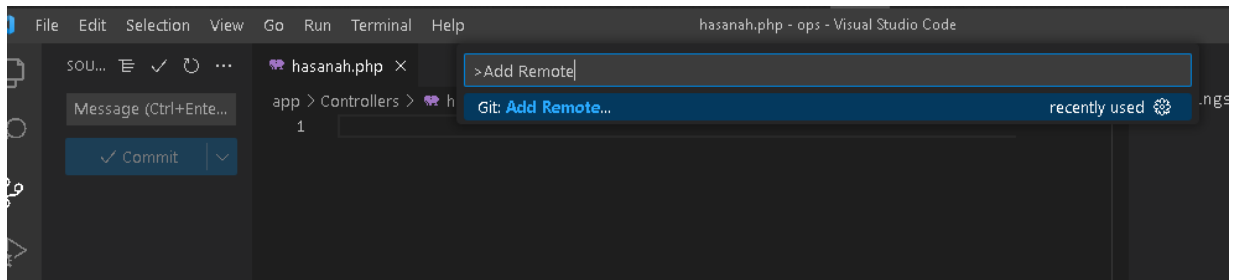 File Edit Selection View Go Run Terminal Help hasanah.php - ops - Visual Studio Code
SOU... hasanah.php
>Add Remote
Message (Ctrl+Ente... app > Controllers > h
Git: Add Remote... recently used
1
Commit